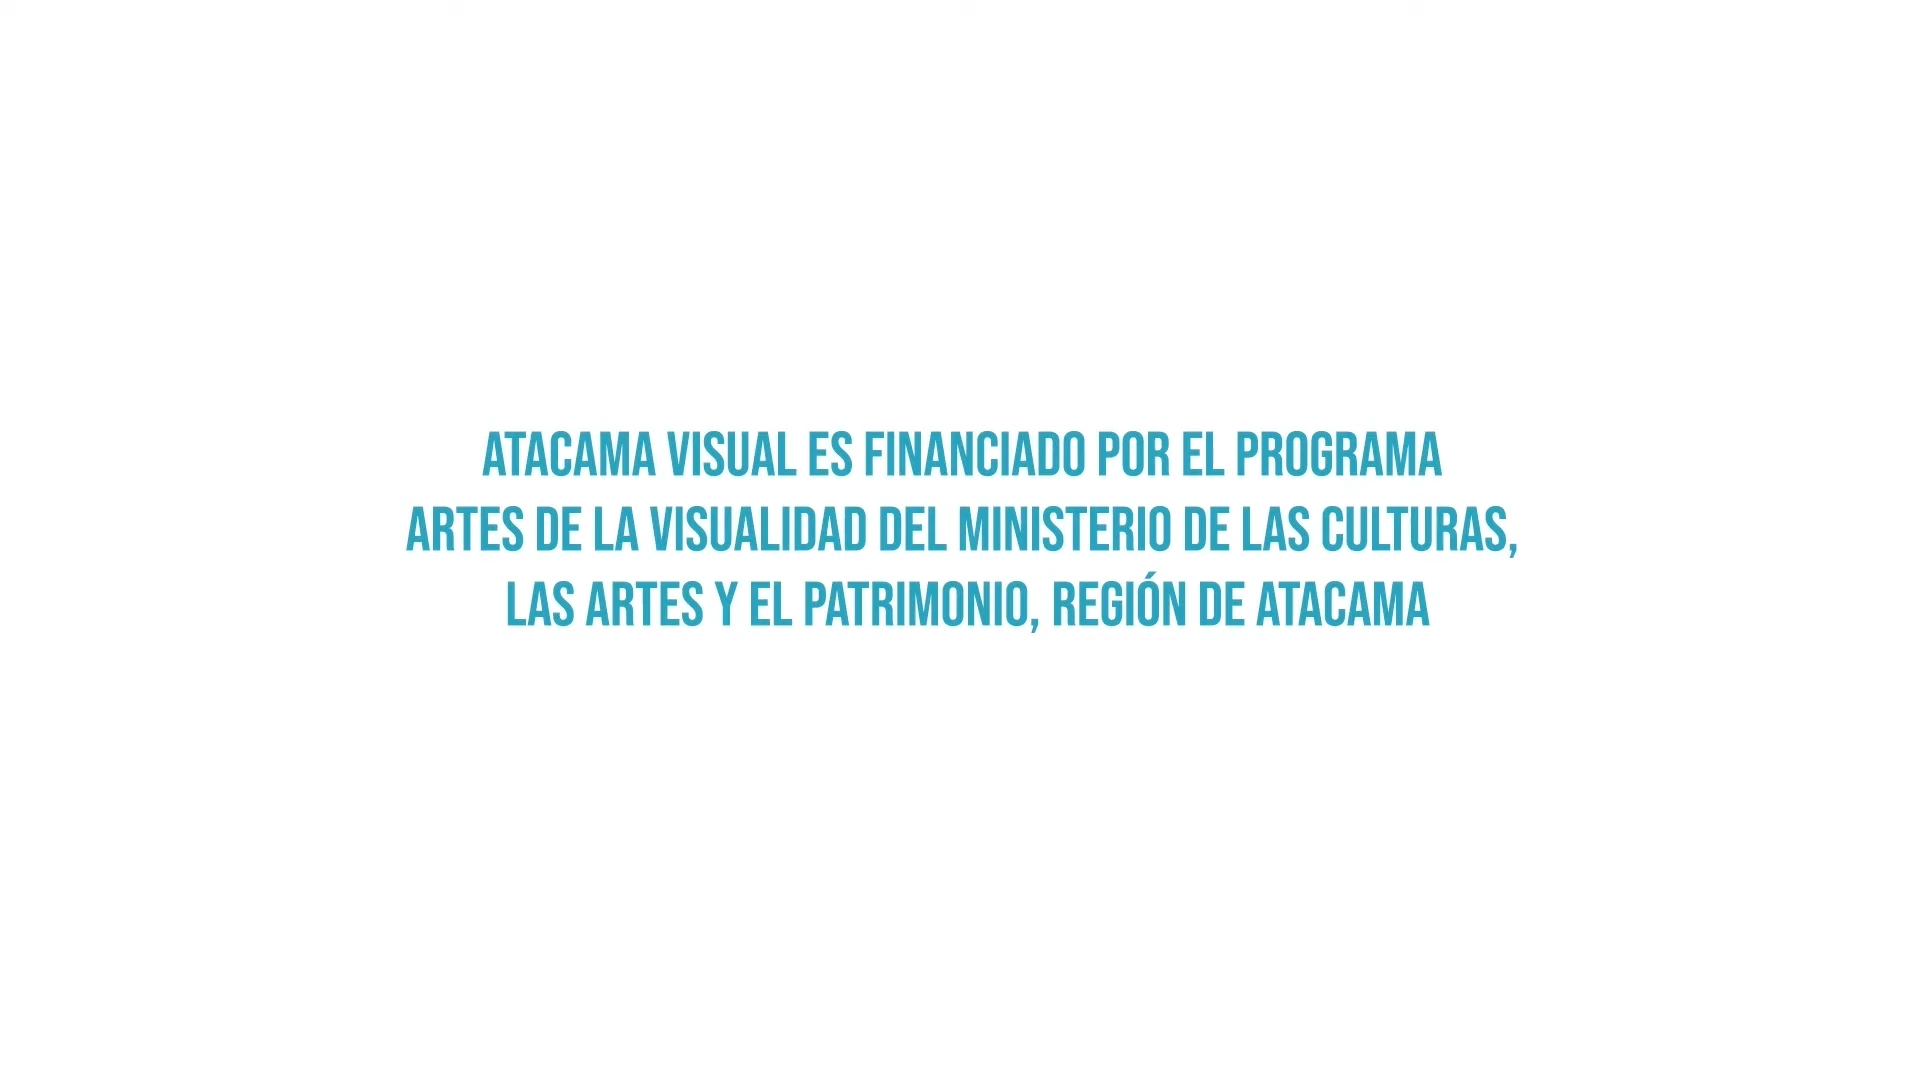 ATACAMA VISUAL ES FINANCIADO POR EL PROGRAMA
ARTES DE LA VISUALIDAD DEL MINISTERIO DE LAS CULTURAS,
LAS ARTES Y EL PATRIMONIO, REGIÓN DE ATACAMA